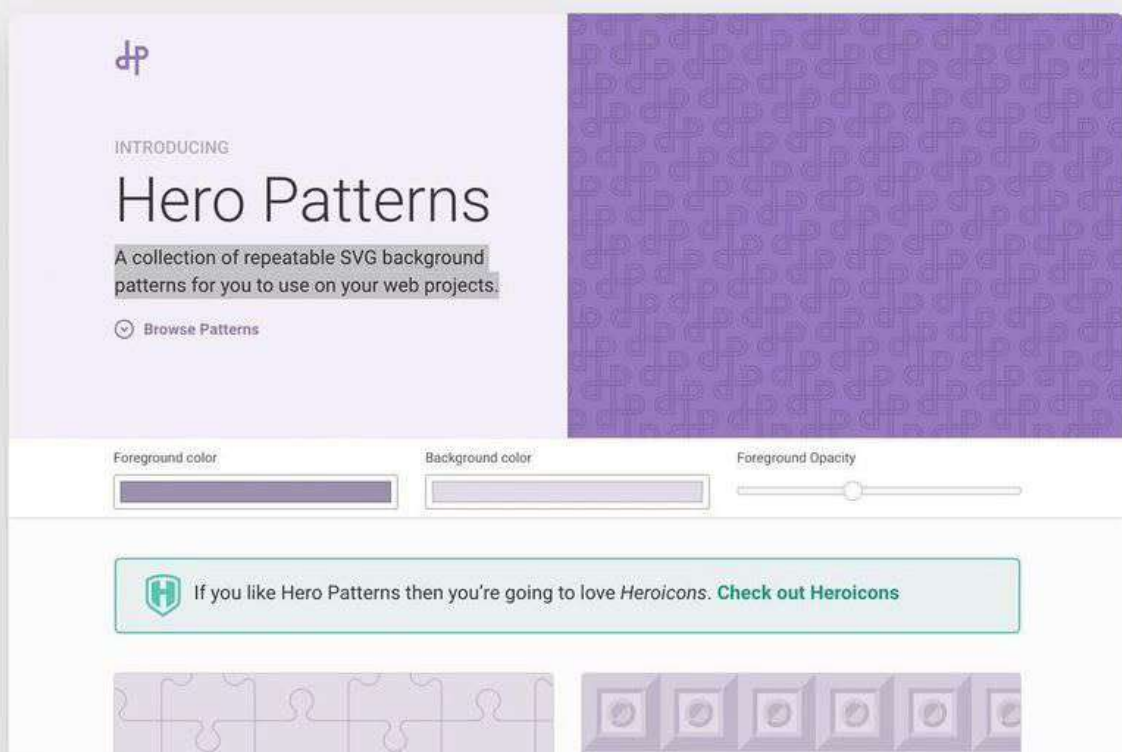 INTRODUCING
Hero Patterns
A collection of repeatable SVG background
patterns for you to use on your web projects.
Browse Patterns
Foreground color
Background color
Foreground Opacity
If you like Hero Patterns then you're going to love Heroicons. Check out Heroicons